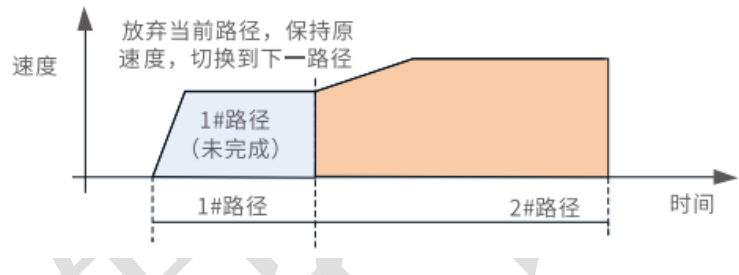 放弃当前路径，保持原
速度，切换到下一路径
速度
1#路径
（未完成）
1#路径
2#路径
时间